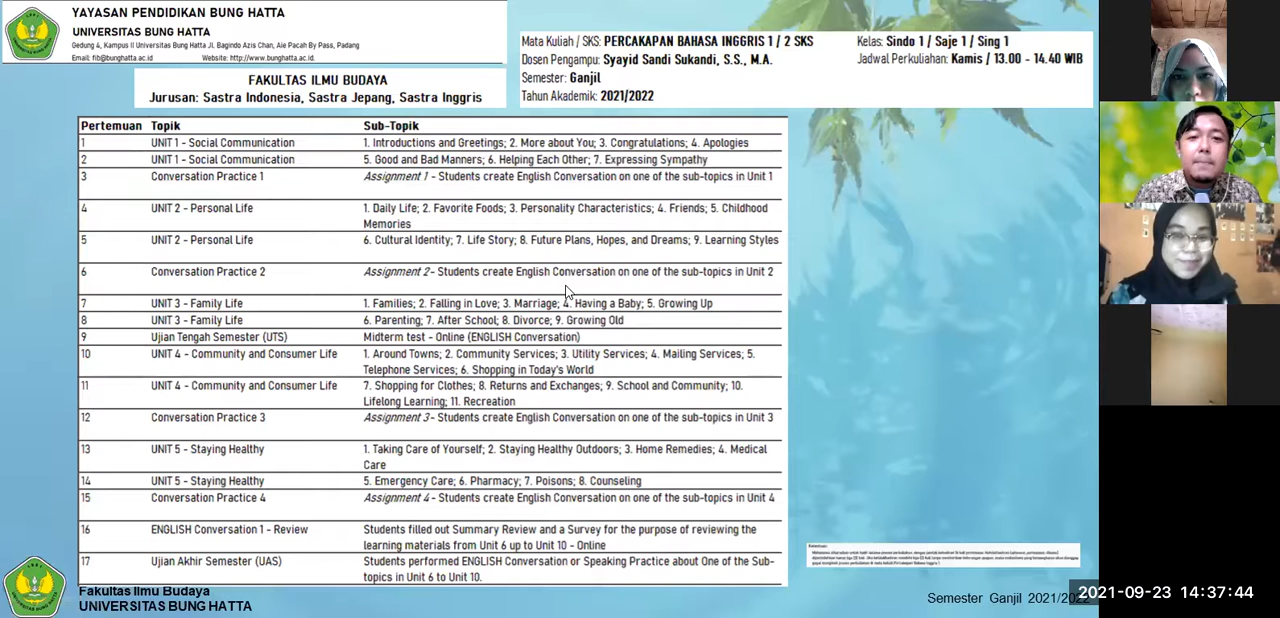 YAYASAN PENDIDIKAN BUNG HATTA
UNIVERSITAS BUNG HATTA
Gedung 4, Kampus II Universitas Bung Hatta Jl. Bagindo Azis Chan, Aie Pacah By Pass, Padang
Email: fib@bunghatta.ac.id Website: http://www.bunghatta.ac.id
FAKULTAS ILMU BUDAYA
Jurusan: Sastra Indonesia, Sastra Jepang, Sastra Inggris
Mata Kuliah / SKS: PERCAKAPAN BAHASA INGGRIS 1 / 2 SKS
Dosen Pengampu: Syayid Sandi Sukandi, S.S., M.A.
Semester: Ganjil
Tahun Akademik: 2021/2022
Kelas: Sindo 1 / Saje 1 / Sing 1
Jadwal Perkuliahan: Kamis / 13.00 - 14.40 WIB
Pertemuan Topik Sub-Topik
1 UNIT 1 - Social Communication 1. Introductions and Greetings; 2. More about You; 3. Congratulations; 4. Apologies
2 UNIT 1 - Social Communication 5. Good and Bad Manners; 6. Helping Each Other; 7. Expressing Sympathy
3 Conversation Practice 1 Assignment 1 - Students create English Conversation on one of the sub-topics in Unit 1
4 UNIT 2 - Personal Life 1. Daily Life; 2. Favorite Foods; 3. Personality Characteristics; 4. Friends; 5. Childhood
Memories
5 UNIT 2 - Personal Life 6. Cultural Identity; 7. Life Story; 8. Future Plans, Hopes, and Dreams; 9. Learning Styles
6 Conversation Practice 2 Assignment 2- Students create English Conversation on one of the sub-topics in Unit 2
7 UNIT 3 - Family Life 1. Families; 2. Falling in Love; 3. Marriage; 4. Having a Baby; 5. Growing Up
8 UNIT 3 - Family Life 6. Parenting; 7. After School; 8. Divorce; 9. Growing Old
9 Ujian Tengah Semester (UTS) Midterm test - Online (ENGLISH Conversation)
10 UNIT 4 - Community and Consumer Life 1. Around Towns; 2. Community Services; 3. Utility Services; 4. Mailing Services; 5.
Telephone Services; 6. Shopping in Today's World
11 UNIT 4 - Community and Consumer Life 7. Shopping for Clothes; 8. Returns and Exchanges; 9. School and Community; 10.
Lifelong Learning; 11. Recreation
12 Conversation Practice 3 Assignment 3- Students create English Conversation on one of the sub-topics in Unit 3
13 UNIT 5 - Staying Healthy 1. Taking Care of Yourself; 2. Staying Healthy Outdoors; 3. Home Remedies; 4. Medical
Care
14 UNIT 5 - Staying Healthy 5. Emergency Care; 6. Pharmacy; 7. Poisons; 8. Counseling
15 Conversation Practice 4 Assignment 4 - Students create English Conversation on one of the sub-topics in Unit 4
16 ENGLISH Conversation 1 - Review Students filled out Summary Review and a Survey for the purpose of reviewing the
learning materials from Unit 6 up to Unit 10 - Online
17 Ujian Akhir Semester (UAS) Students performed ENGLISH Conversation or Speaking Practice about One of the Sub-
topics in Unit 6 to Unit 10.
Fakultas Ilmu Budaya
UNIVERSITAS BUNG HATTA
Semester Ganjil 2021/2022
2021-09-23 14:37:44